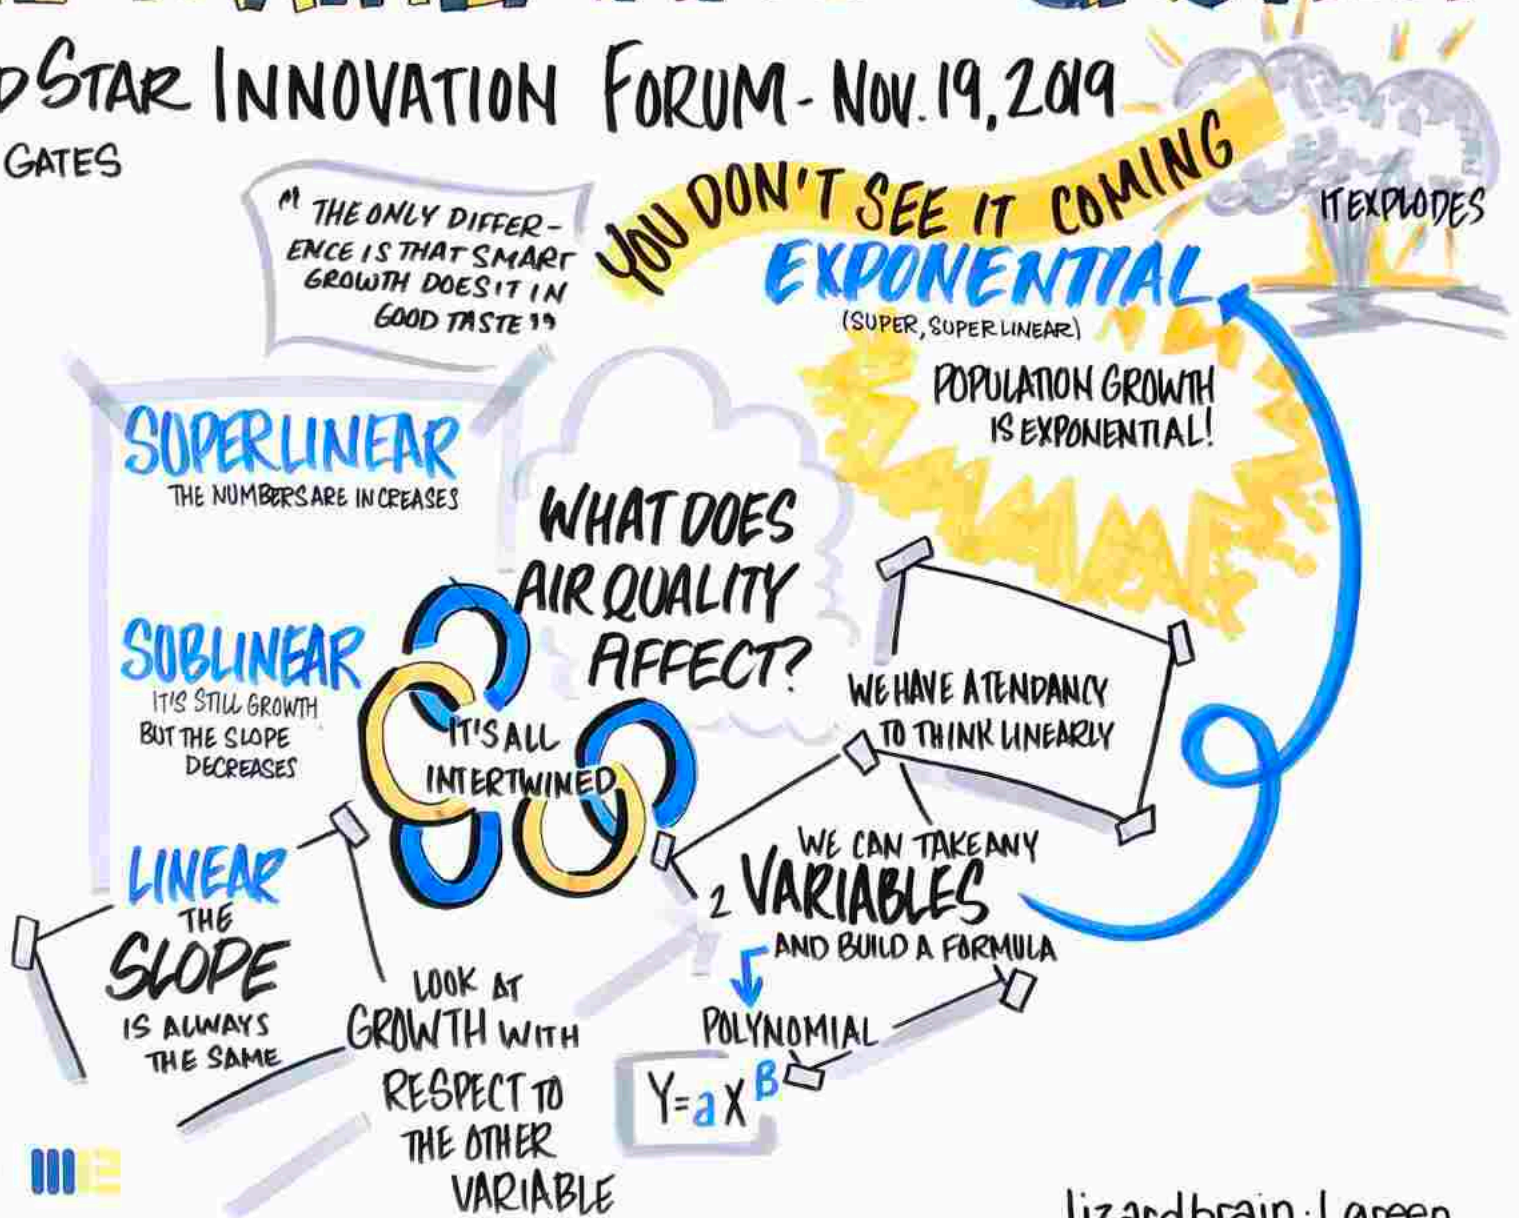 STAR INNOVATION FORUM - NOV. 19, 2019
GATES
" THE ONLY DIFFER-
ENCE IS THAT SMART
GROWTH DOES IT IN
GOOD TASTE "
YOU DON'T SEE IT COMING
IT EXPLODES
EXPONENTIAL
(SUPER, SUPER LINEAR)
POPULATION GROWTH
IS EXPONENTIAL!
SUPERLINEAR
THE NUMBERS ARE INCREASES
WHAT DOES
AIR QUALITY
AFFECT?
SUBLINEAR
IT'S STILL GROWTH
BUT THE SLOPE
DECREASES
IT'S ALL
INTERTWINED
WE HAVE A TENDANCY
TO THINK LINEARLY
LINEAR
THE
SLOPE
IS ALWAYS
THE SAME
WE CAN TAKE ANY
2 VARIABLES
AND BUILD A FORMULA
LOOK AT
GROWTH WITH
RESPECT TO
THE OTHER
VARIABLE
POLYNOMIAL
Y=aX^B
lizardbrain